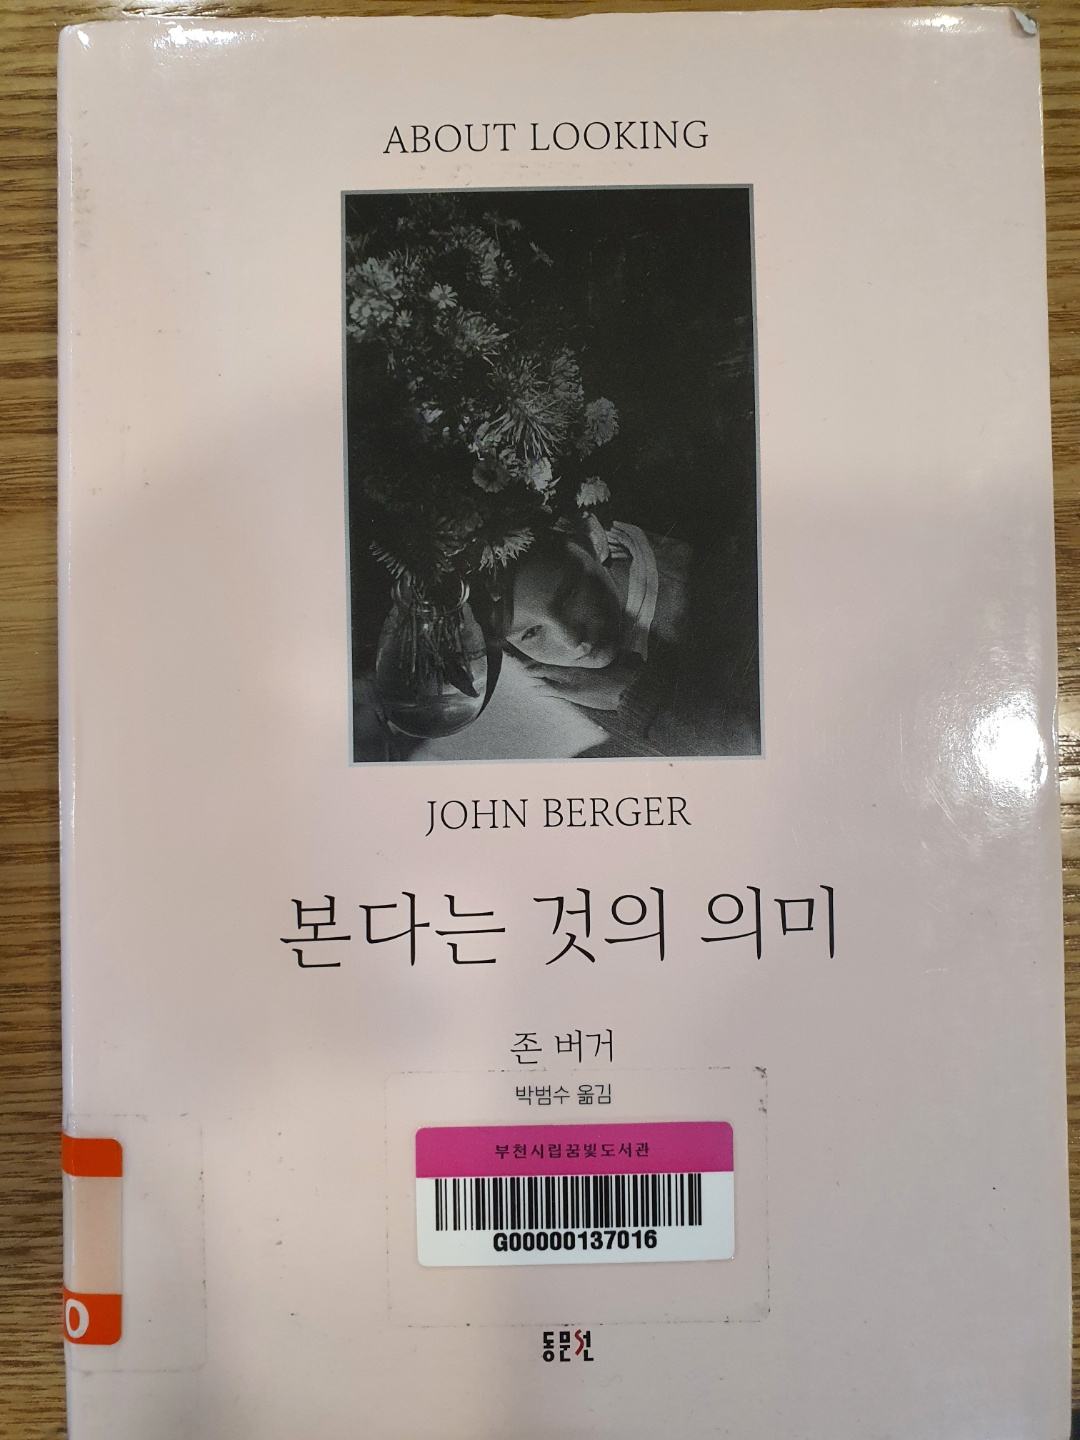 ABOUT LOOKING
JOHN BERGER
본다는 것의 의미
존 버거
박범수 옮김
부천시립꿈빛도서관
G00000137016
0
동문선